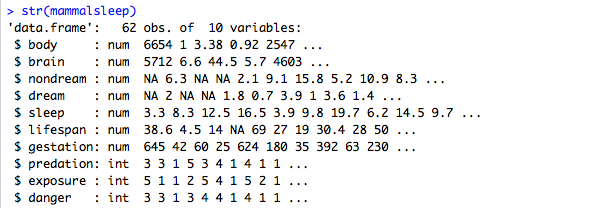 > str(mammalsleep)
'data.frame':   62 obs. of  10 variables:
 $ body     : num  6654 1 3.38 0.92 2547 ...
 $ brain    : num  5712 6.6 44.5 5.7 4603 ...
 $ nondream : num  NA 6.3 NA NA 2.1 9.1 15.8 5.2 10.9 8.3 ...
 $ dream    : num  NA 2 NA NA 1.8 0.7 3.9 1 3.6 1.4 ...
 $ sleep    : num  3.3 8.3 12.5 16.5 3.9 9.8 19.7 6.2 14.5 9.7 ...
 $ lifespan : num  38.6 4.5 14 NA 69 27 19 30.4 28 50 ...
 $ gestation: num  645 42 60 25 624 180 35 392 63 230 ...
 $ predation: int  3 3 1 5 3 4 1 4 1 1 ...
 $ exposure : int  5 1 1 2 5 4 1 5 2 1 ...
 $ danger   : int  3 3 1 3 4 4 1 4 1 1 ...